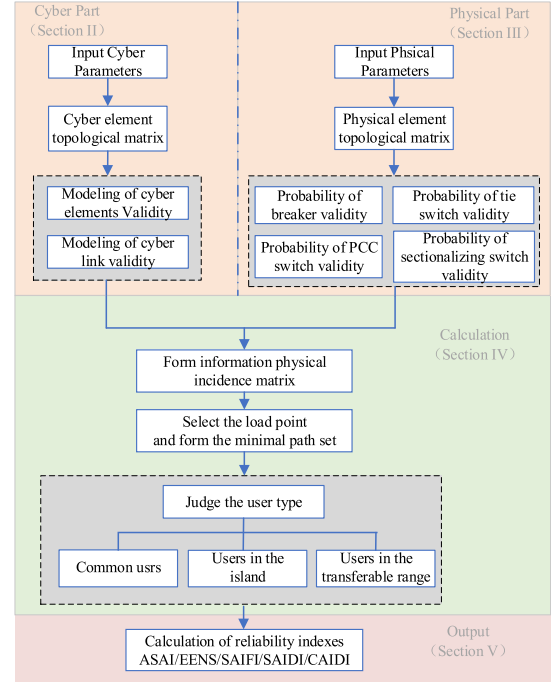 Cyber Part
（Section II）
Physical Part
（Section III）
Input Cyber
Parameters
Input Phsical
Parameters
Cyber element
topological matrix
Physical element
topological matrix
Modeling of cyber
elements Validity
Modeling of cyber
link validity
Probability of
breaker validity
Probability of tie
switch validity
Probability of PCC
switch validity
Probability of
sectionalizing switch
validity
Calculation
（Section IV）
Form information physical
incidence matrix
Select the load point
and form the minimal path set
Judge the user type
Common usrs
Users in the
island
Users in the
transferable range
Output
（Section V）
Calculation of reliability indexes
ASAI/EENS/SAIFI/SAIDI/CAIDI